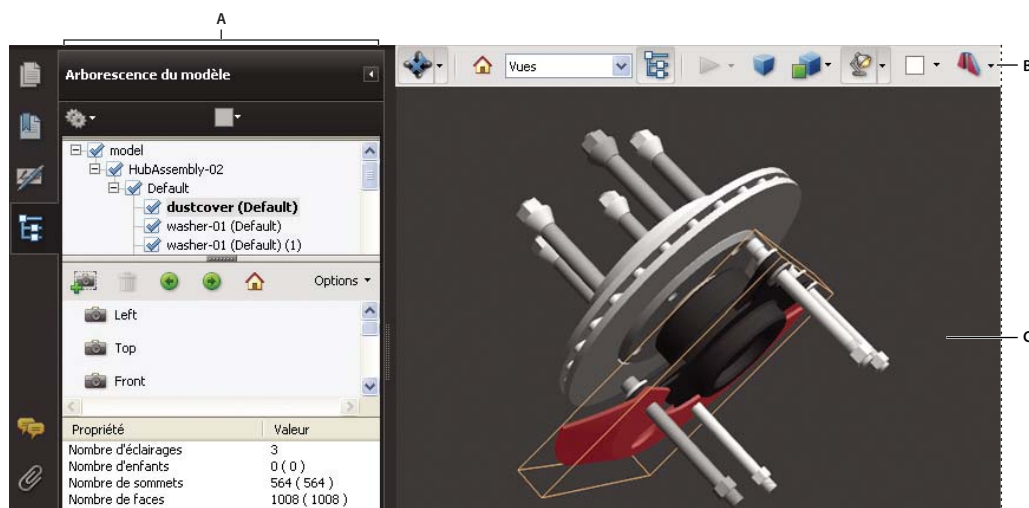 A
Arborescence du modèle
Vues
B
model
HubAssembly-02
Default
dustcover (Default)
washer-01 (Default)
washer-01 (Default) (1)
Options
Left
Top
Front
C
Propriété Valeur
Nombre d'éclairages 3
Nombre d'enfants 0 ( 0 )
Nombre de sommets 564 ( 564 )
Nombre de faces 1008 ( 1008 )